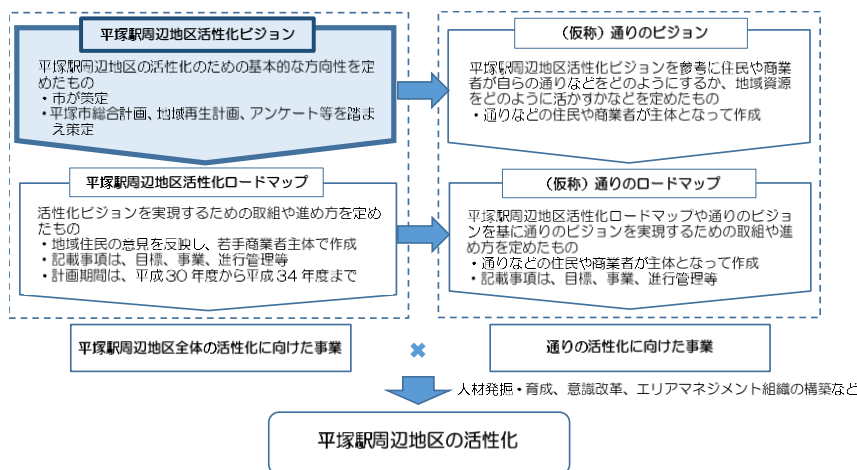 平塚駅周辺地区活性化ビジョン
平塚駅周辺地区の活性化のための基本的な方向性を定
めたもの
・市が策定
・平塚市総合計画、地域再生計画、アンケート等を踏ま
え策定
（仮称）通りのビジョン
平塚駅周辺地区活性化ビジョンを参考に住民や商業
者が自らの通りなどをどのようにするか、地域資源
をどのように活かすかなどを定めたもの
・通りなどの住民や商業者が主体となって作成
平塚駅周辺地区活性化ロードマップ
活性化ビジョンを実現するための取組や進め方を定め
たもの
・地域住民の意見を反映し、若手商業者主体で作成
・記載事項は、目標、事業、進行管理等
・計画期間は、平成30年度から平成34年度まで
（仮称）通りのロードマップ
平塚駅周辺地区活性化ロードマップや通りのビジョ
ンを基に通りのビジョンを実現するための取組や進
め方を定めたもの
・通りなどの住民や商業者が主体となって作成
・記載事項は、目標、事業、進行管理等
平塚駅周辺地区全体の活性化に向けた事業
×
通りの活性化に向けた事業
人材発掘・育成、意識改革、エリアマネジメント組織の構築など
平塚駅周辺地区の活性化